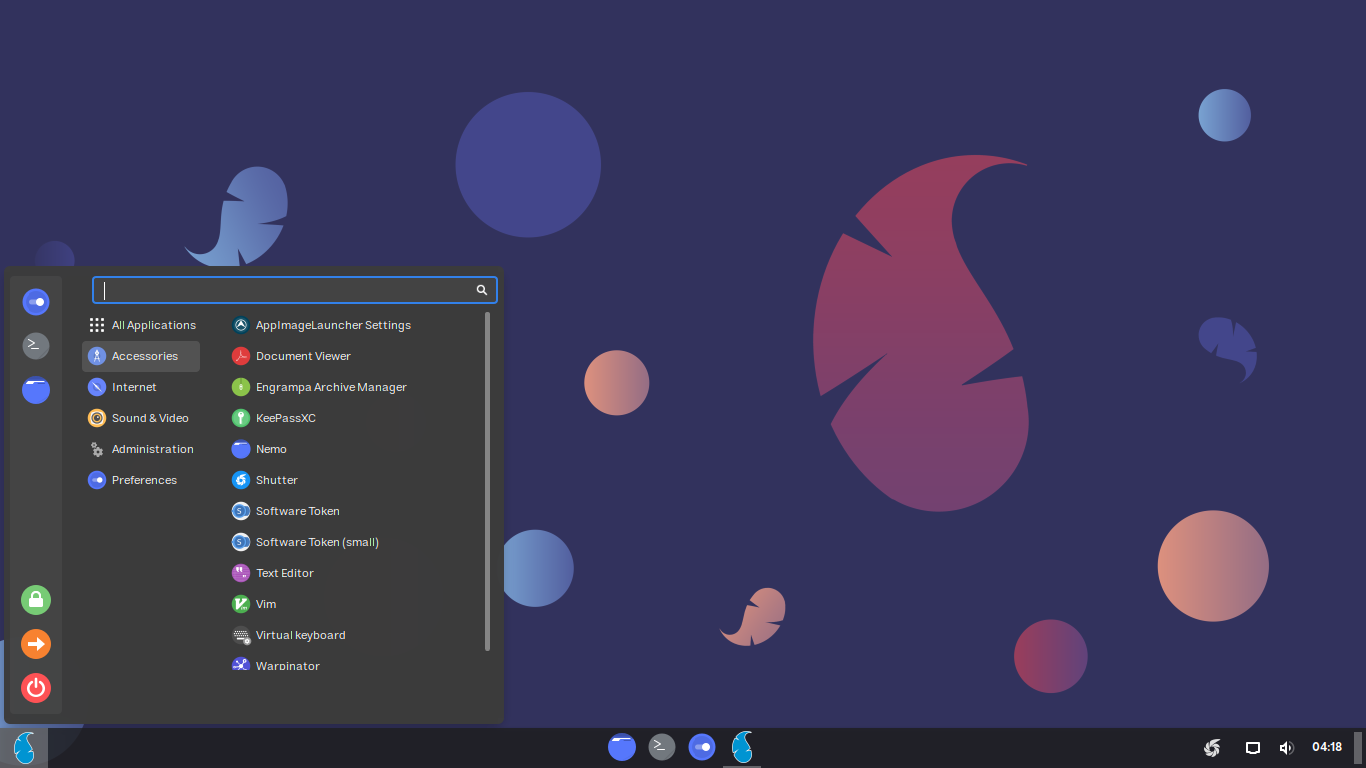 All Applications
Accessories
Internet
Sound & Video
Administration
Preferences
AppImageLauncher Settings
Document Viewer
Engrampa Archive Manager
KeePassXC
Nemo
Shutter
Software Token
Software Token (small)
Text Editor
Vim
Virtual keyboard
Warpinator
04:18